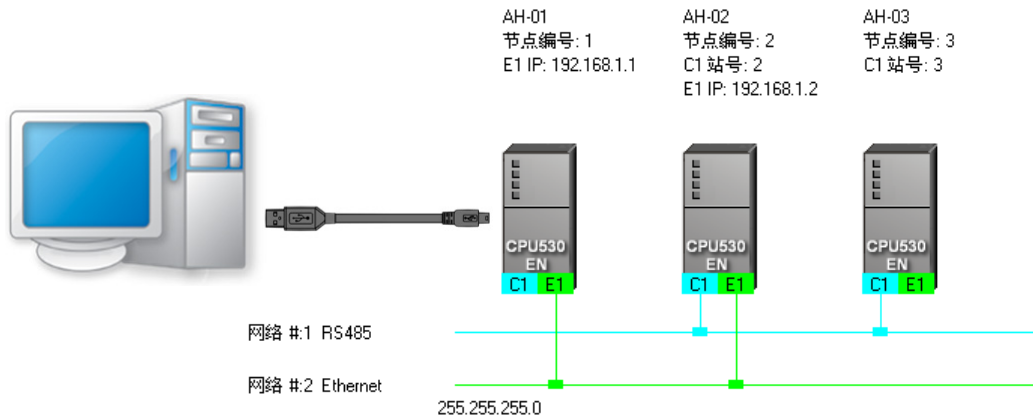 AH-01
节点编号: 1
E1 IP: 192.168.1.1
AH-02
节点编号: 2
C1 站号: 2
E1 IP: 192.168.1.2
AH-03
节点编号: 3
C1 站号: 3
CPU530
EN
C1 E1
CPU530
EN
C1 E1
CPU530
EN
C1 E1
网络 #:1 RS485
网络 #:2 Ethernet
255.255.255.0